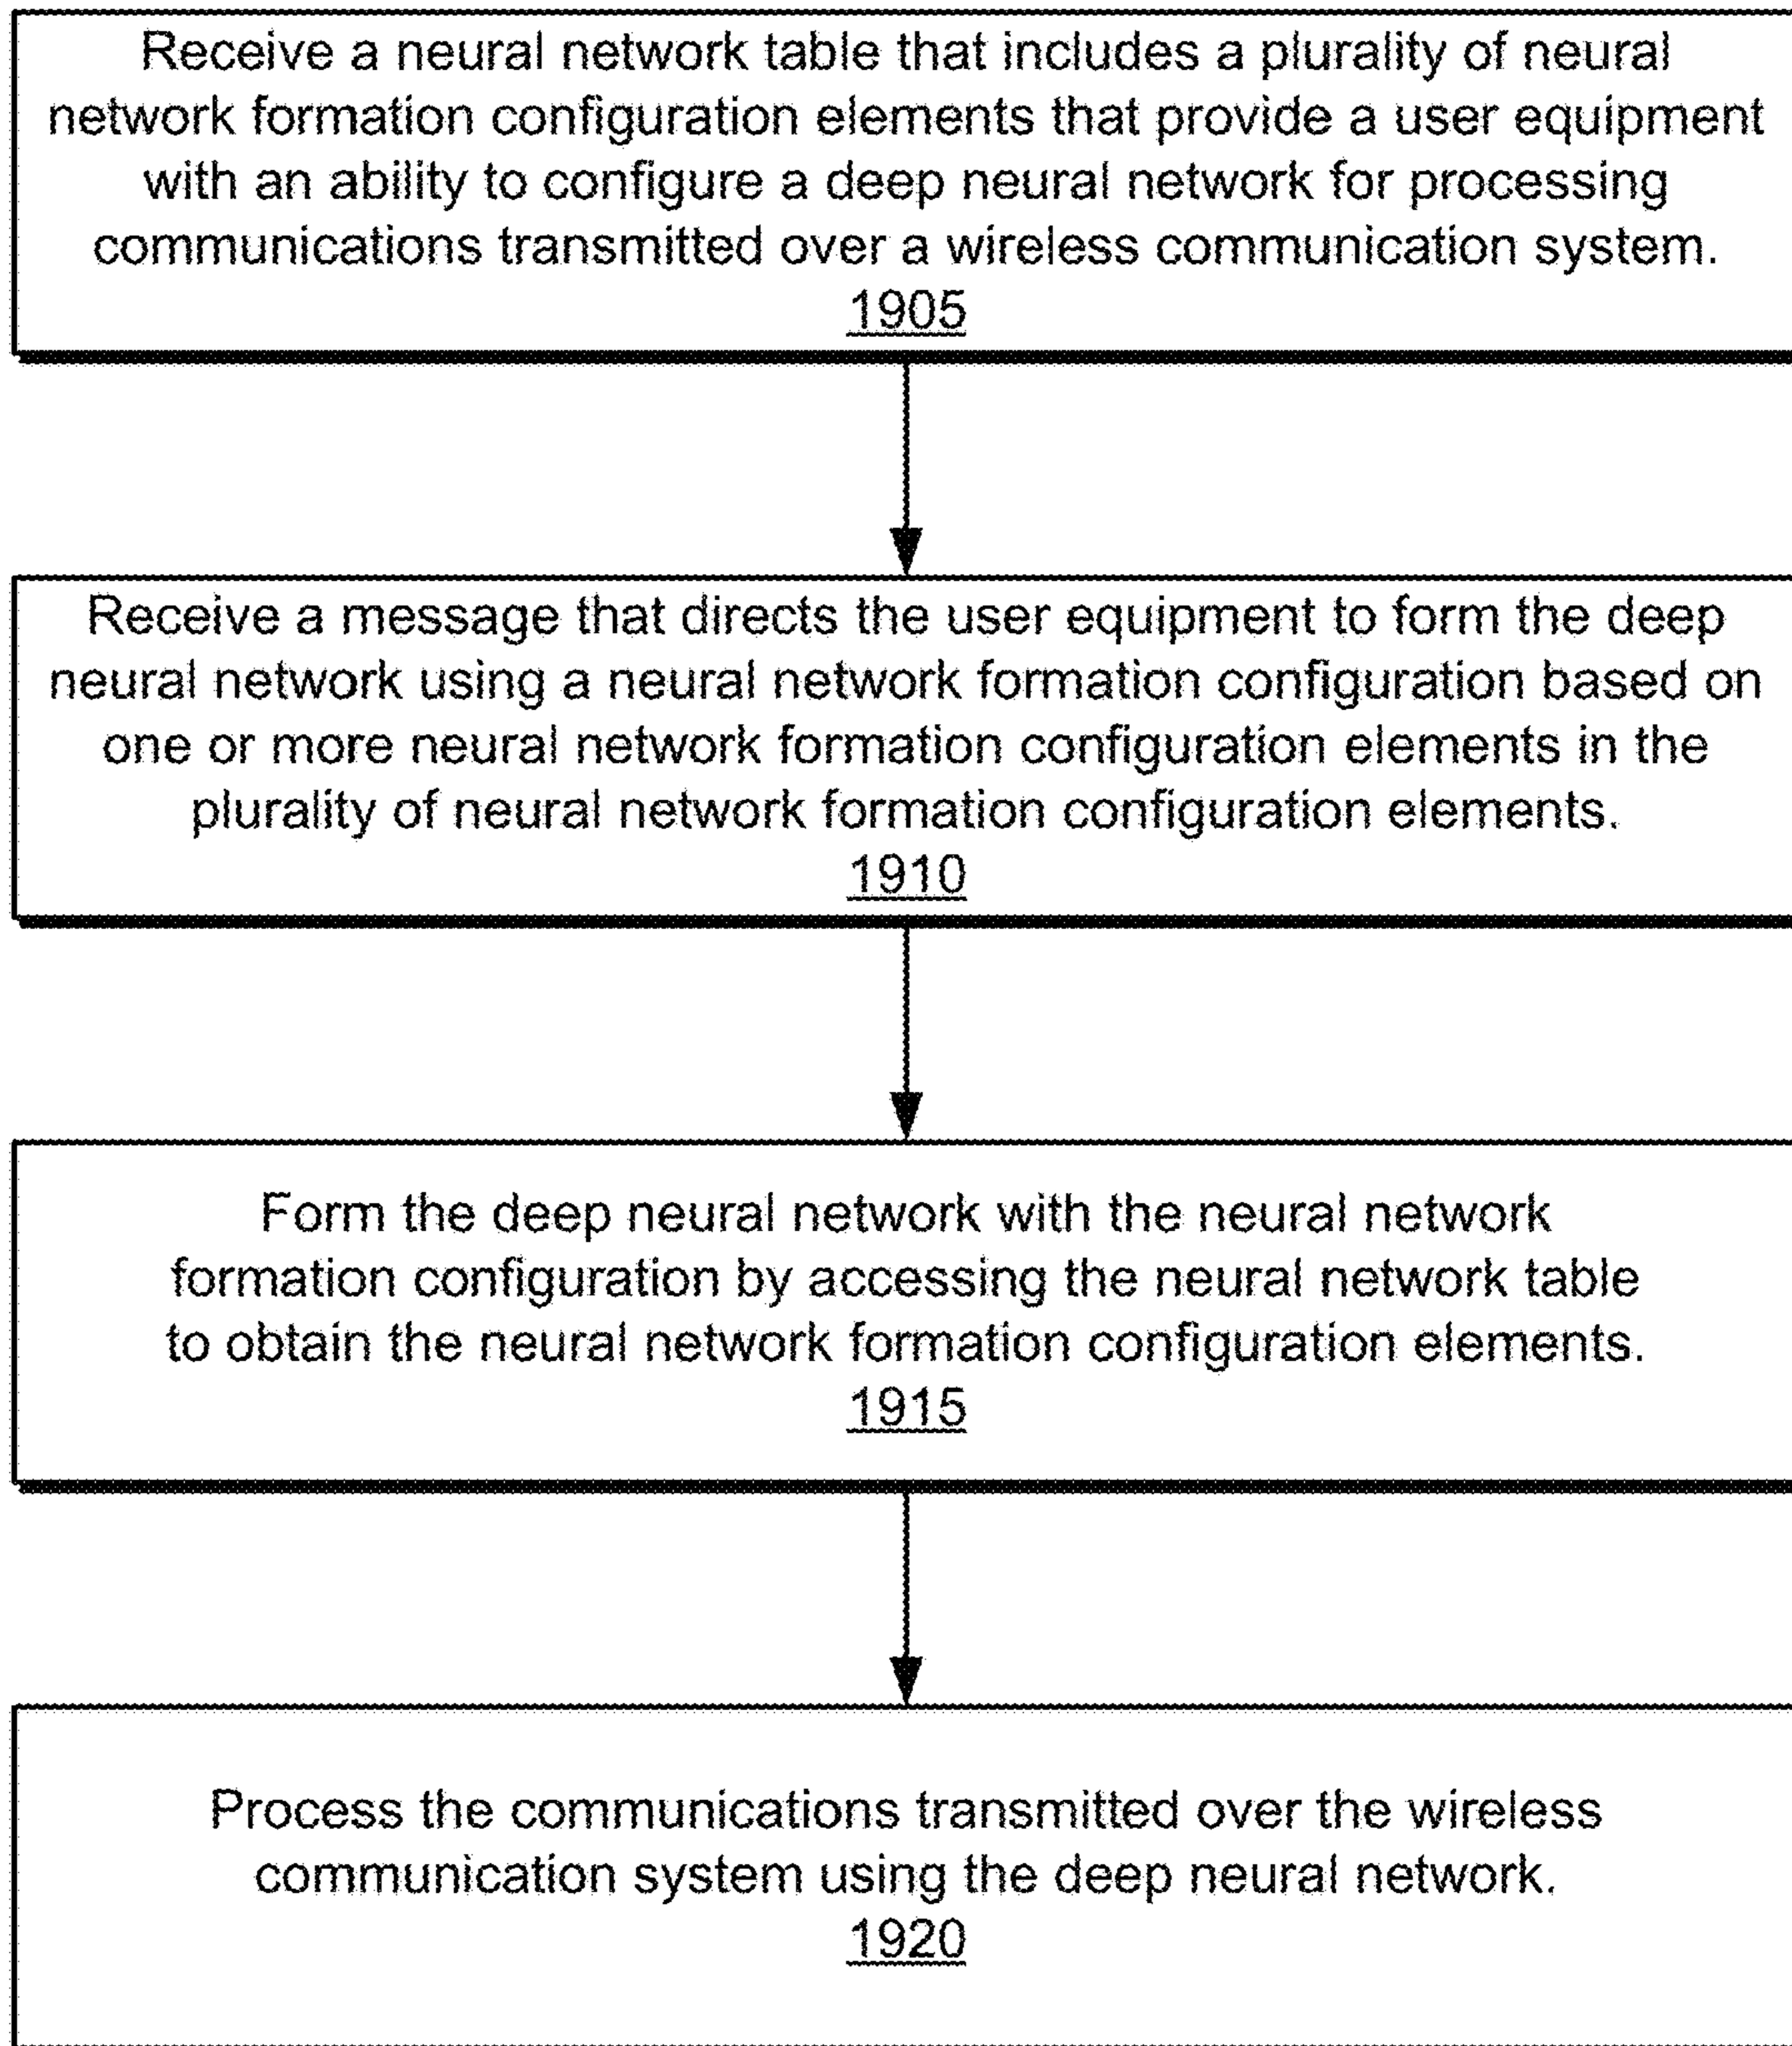 Receive a neural network table that includes a plurality of neural
network formation configuration elements that provide a user equipment
with an ability to configure a deep neural network for processing
communications transmitted over a wireless communication system.
1905
Receive a message that directs the user equipment to form the deep
neural network using a neural network formation configuration based on
one or more neural network formation configuration elements in the
plurality of neural network formation configuration elements.
1910
Form the deep neural network with the neural network
formation configuration by accessing the neural network table
to obtain the neural network formation configuration elements.
1915
Process the communications transmitted over the wireless
communication system using the deep neural network.
1920